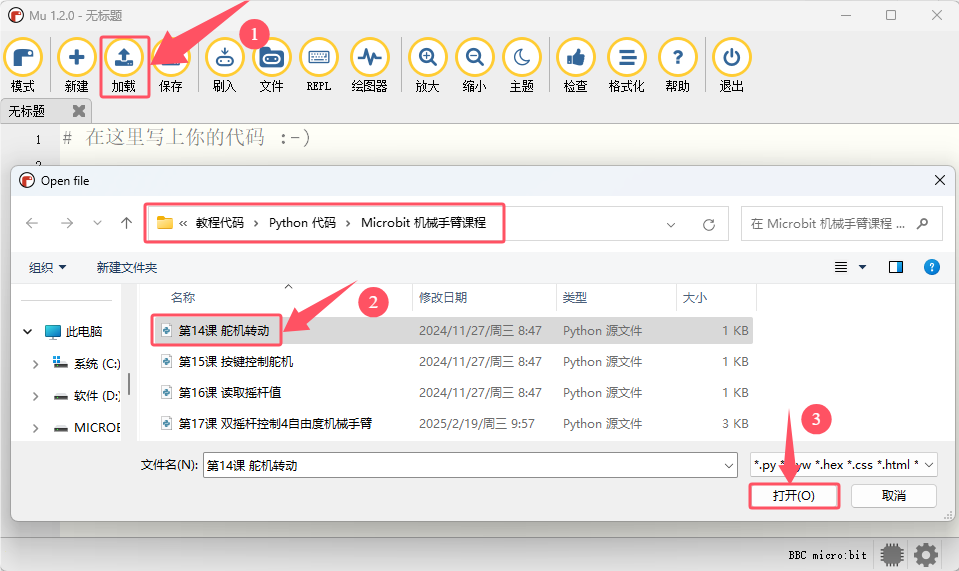 Mu 1.2.0 - 无标题
1
模式 新建 加载 保存 刷入 文件 REPL 绘图器 放大 缩小 主题 检查 格式化 帮助 退出
无标题
1 # 在这里写上你的代码 :-)
2
Open file
« 教程代码 › Python 代码 › Microbit 机械手臂课程
在 Microbit 机械手臂课程 ...
组织 新建文件夹
名称 修改日期 类型 大小
2
此电脑
系统 (C:)
软件 (D:)
第14课 舵机转动 2024/11/27/周三 8:47 Python 源文件 1 KB
第15课 按键控制舵机 2024/11/27/周三 8:47 Python 源文件 1 KB
第16课 读取摇杆值 2024/11/27/周三 8:47 Python 源文件 1 KB
MICROB 第17课 双摇杆控制4自由度机械手臂 2025/2/19/周三 9:57 Python 源文件 3 KB
3
文件名(N): 第14课 舵机转动 *.py *.hex *.css *.html *
打开(O) 取消
BBC micro:bit